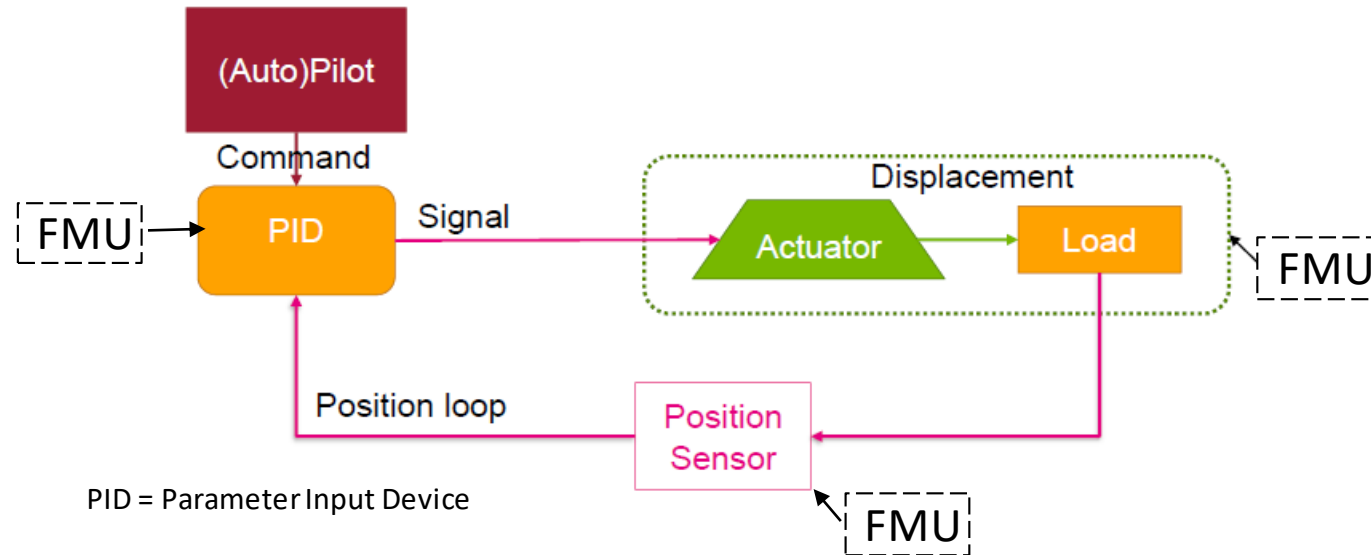 (Auto)Pilot
Command
Displacement
FMU
PID
Signal
Actuator
Load
FMU
Position loop
Position
Sensor
PID = Parameter Input Device
FMU